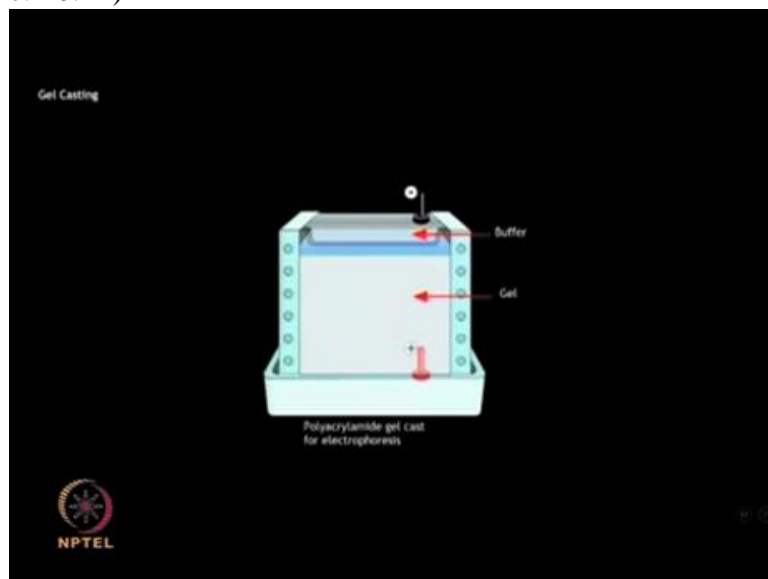 Gel Casting
Buffer
Gel
+
Polyacrylamide gel cast
for electrophoresis
NPTEL